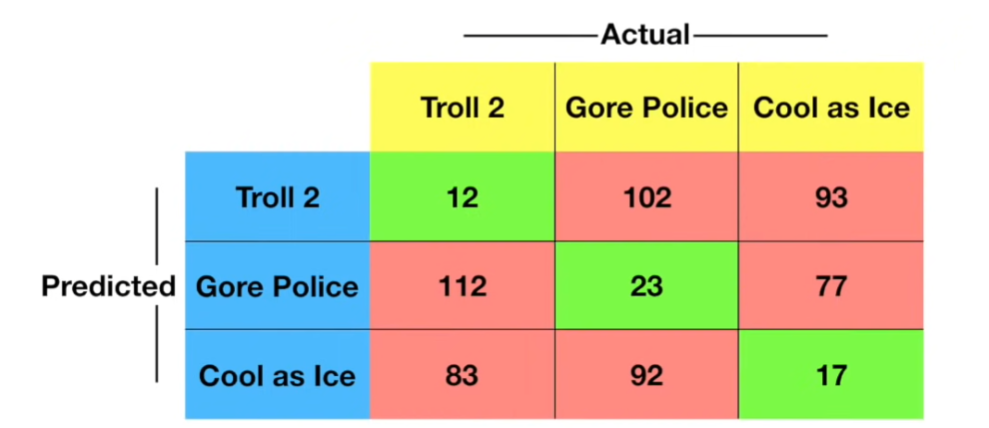 Actual
Troll 2 Gore Police Cool as Ice
Troll 2 12 102 93
Predicted Gore Police 112 23 77
Cool as Ice 83 92 17